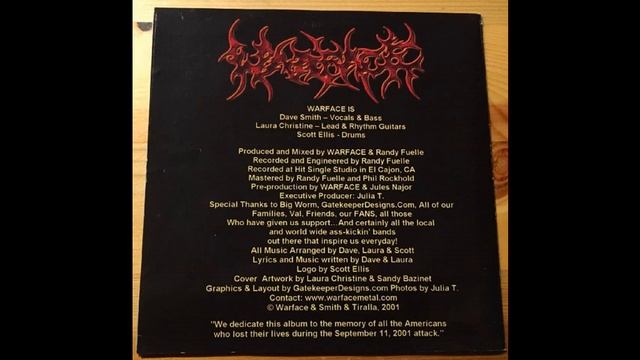 WARFACE
WARFACE IS
Dave Smith – Vocals & Bass
Laura Christine – Lead & Rhythm Guitars
Scott Ellis - Drums
Produced and Mixed by WARFACE & Randy Fuelle
Recorded and Engineered by Randy Fuelle
Recorded at Hit Single Studio in El Cajon, CA
Mastered by Randy Fuelle and Phil Rockhold
Pre-production by WARFACE & Jules Najor
Executive Producer: Julia T.
Special Thanks to Big Worm, GatekeeperDesigns.Com, All of our
Families, Val, Friends, our FANS, all those
Who have given us support.. And certainly all the local
and world wide ass-kickin' bands
out there that inspire us everyday!
All Music Arranged by Dave, Laura & Scott
Lyrics and Music written by Dave & Laura
Logo by Scott Ellis
Cover Artwork by Laura Christine & Sandy Bazinet
Graphics & Layout by GatekeeperDesigns.com Photos by Julia T.
Contact: www.warfacemetal.com
© Warface & Smith & Tiralla, 2001
"We dedicate this album to the memory of all the Americans
who lost their lives during the September 11, 2001 attack."